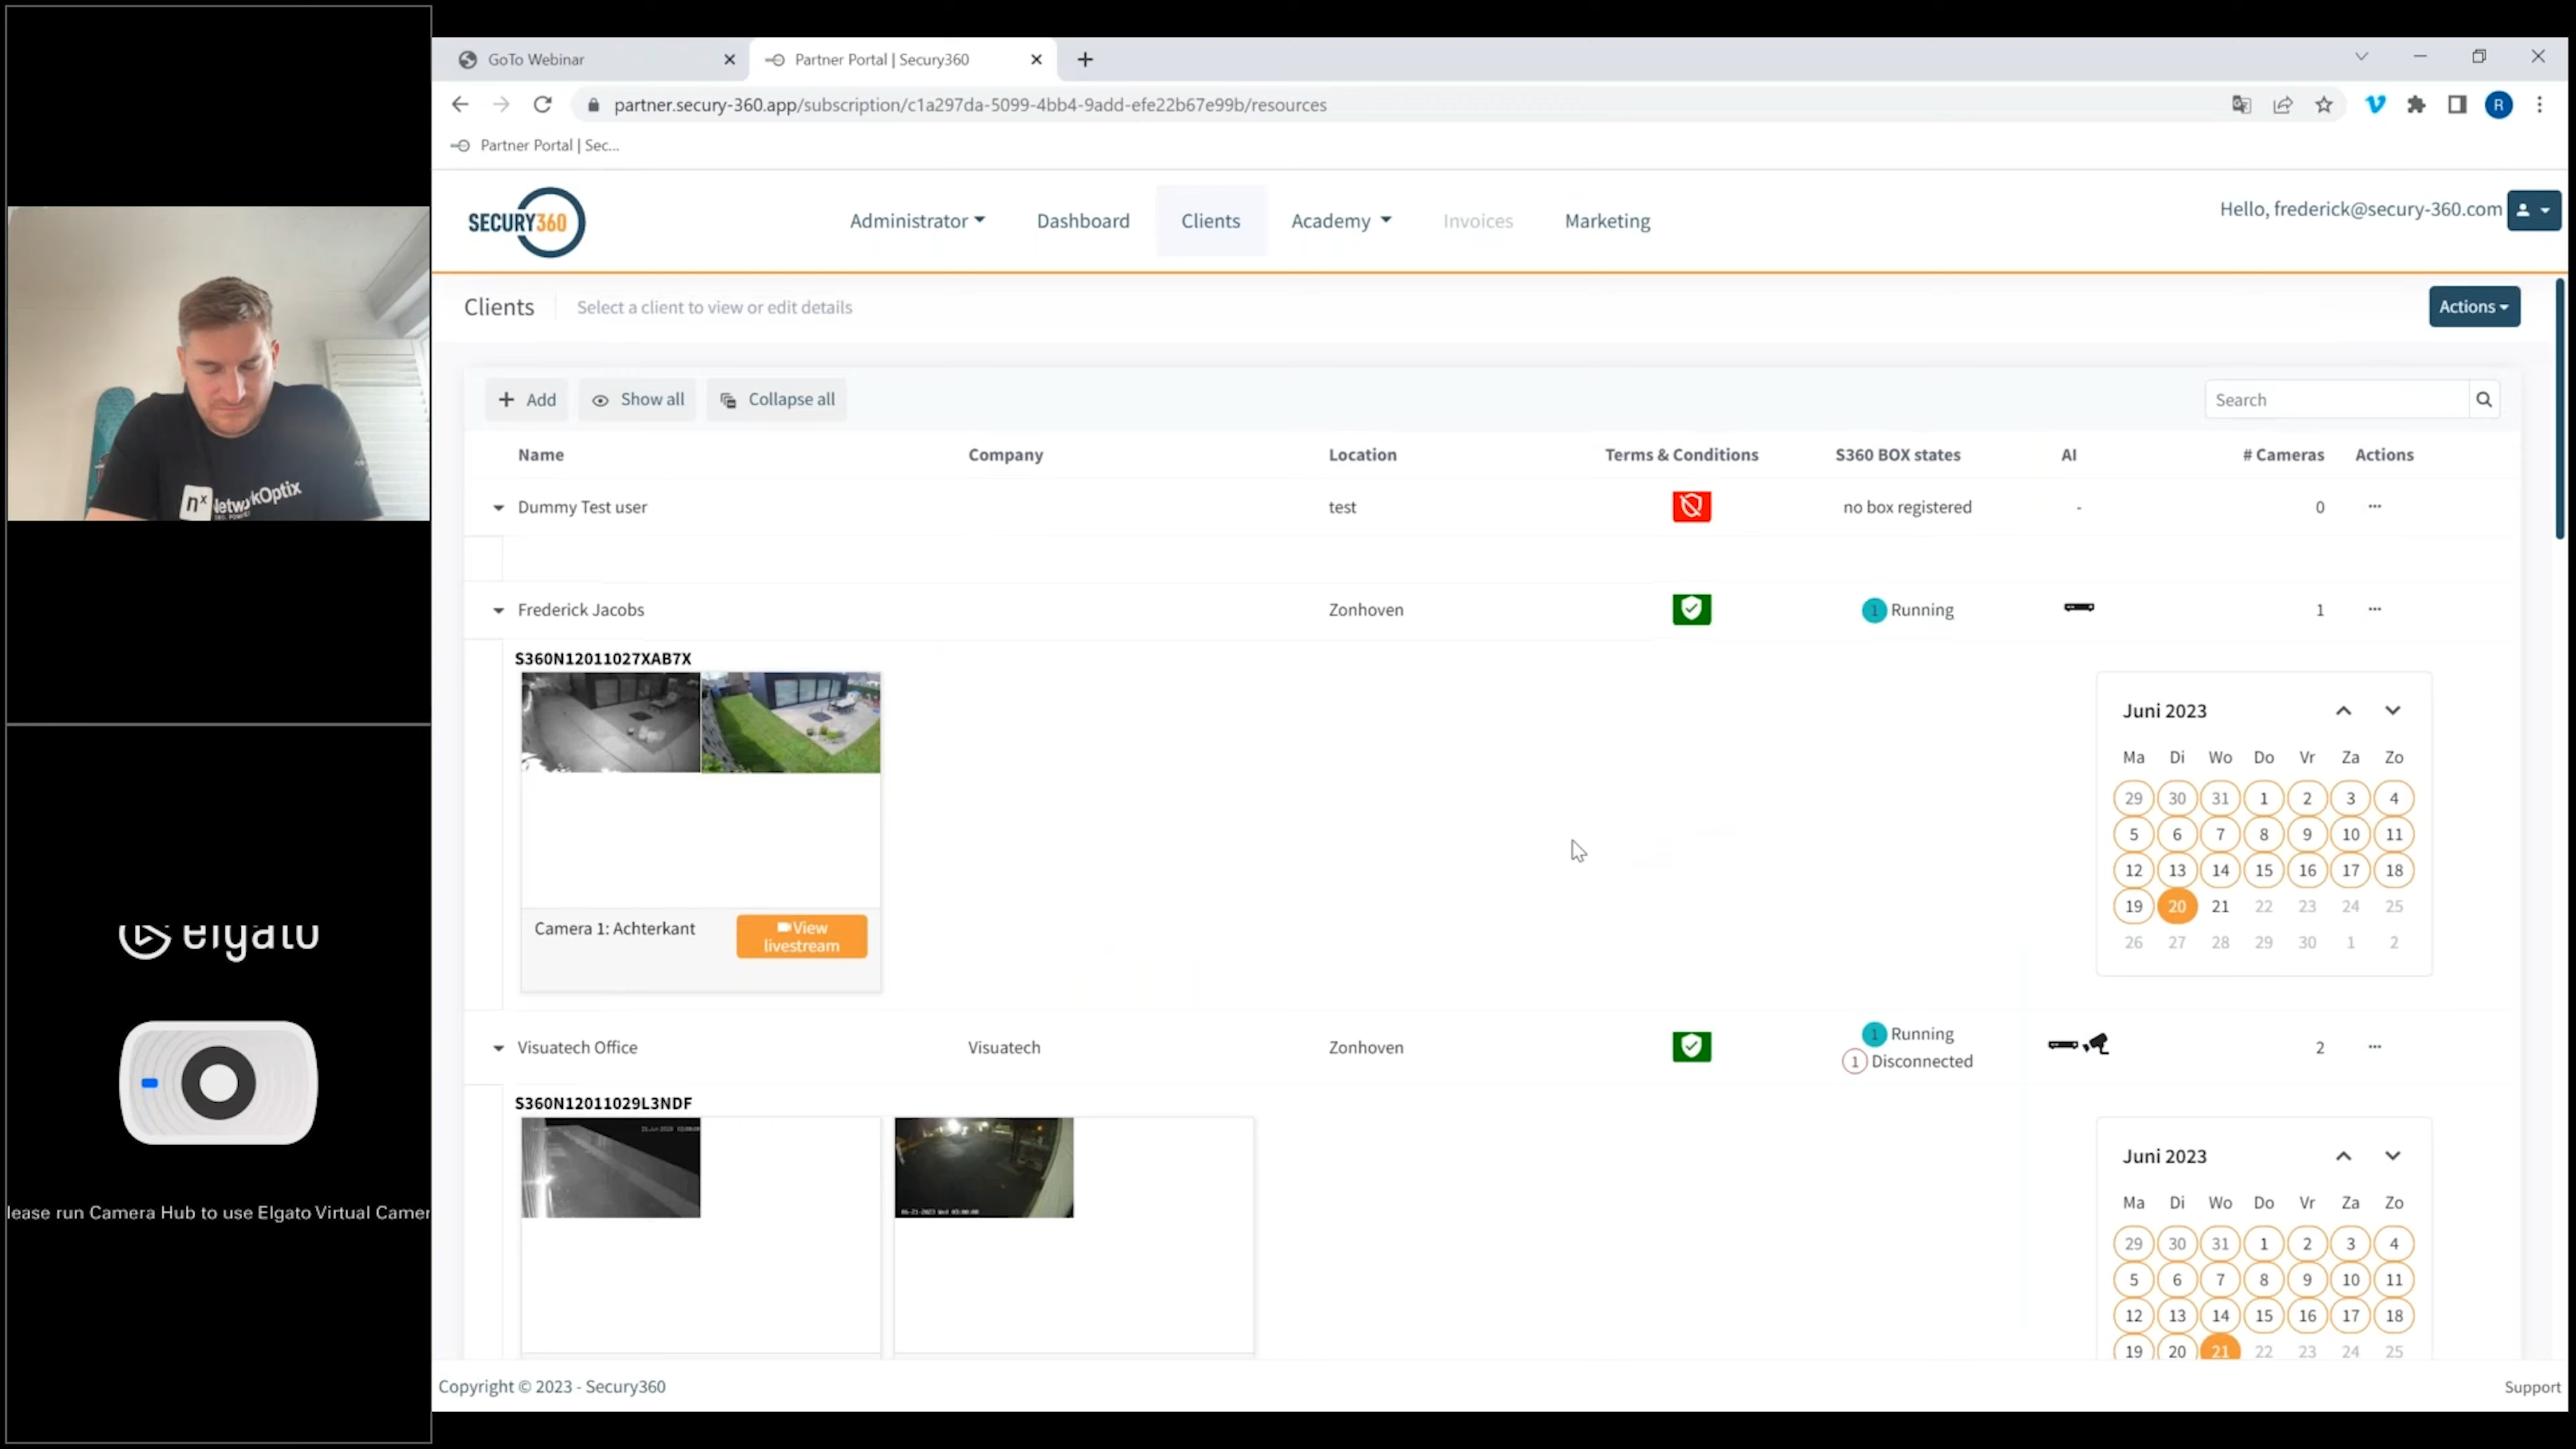 GoTo Webinar
Partner Portal | Secury360
partner.secury-360.app/subscription/c1a297da-5099-4bb4-9add-efe22b67e99b/resources
R
Partner Portal | Sec...
SECURY360
Administrator
Dashboard
Clients
Academy
Invoices
Marketing
Hello, frederick@secury-360.com
Clients
Select a client to view or edit details
Actions
Add
Show all
Collapse all
Search
Name Company Location Terms & Conditions S360 BOX states AI # Cameras Actions
Dummy Test user test no box registered - 0 ...
Frederick Jacobs Zonhoven 1 Running 1 ...
S360N12011027XAB7X
Camera 1: Achterkant
View
livestream
Juni 2023
Ma Di Wo Do Vr Za Zo
29 30 31 1 2 3 4
5 6 7 8 9 10 11
12 13 14 15 16 17 18
19 20 21 22 23 24 25
26 27 28 29 30 1 2
Visuatech Office Visuatech Zonhoven 1 Running 2 ...
1 Disconnected
S360N12011029L3NDF
06-21-2023 Wed 03:00:00
Juni 2023
Ma Di Wo Do Vr Za Zo
29 30 31 1 2 3 4
5 6 7 8 9 10 11
12 13 14 15 16 17 18
19 20 21 22 23 24 25
Copyright © 2023 - Secury360
Support
nx
NetworkOptix
elgato
lease run Camera Hub to use Elgato Virtual Camer